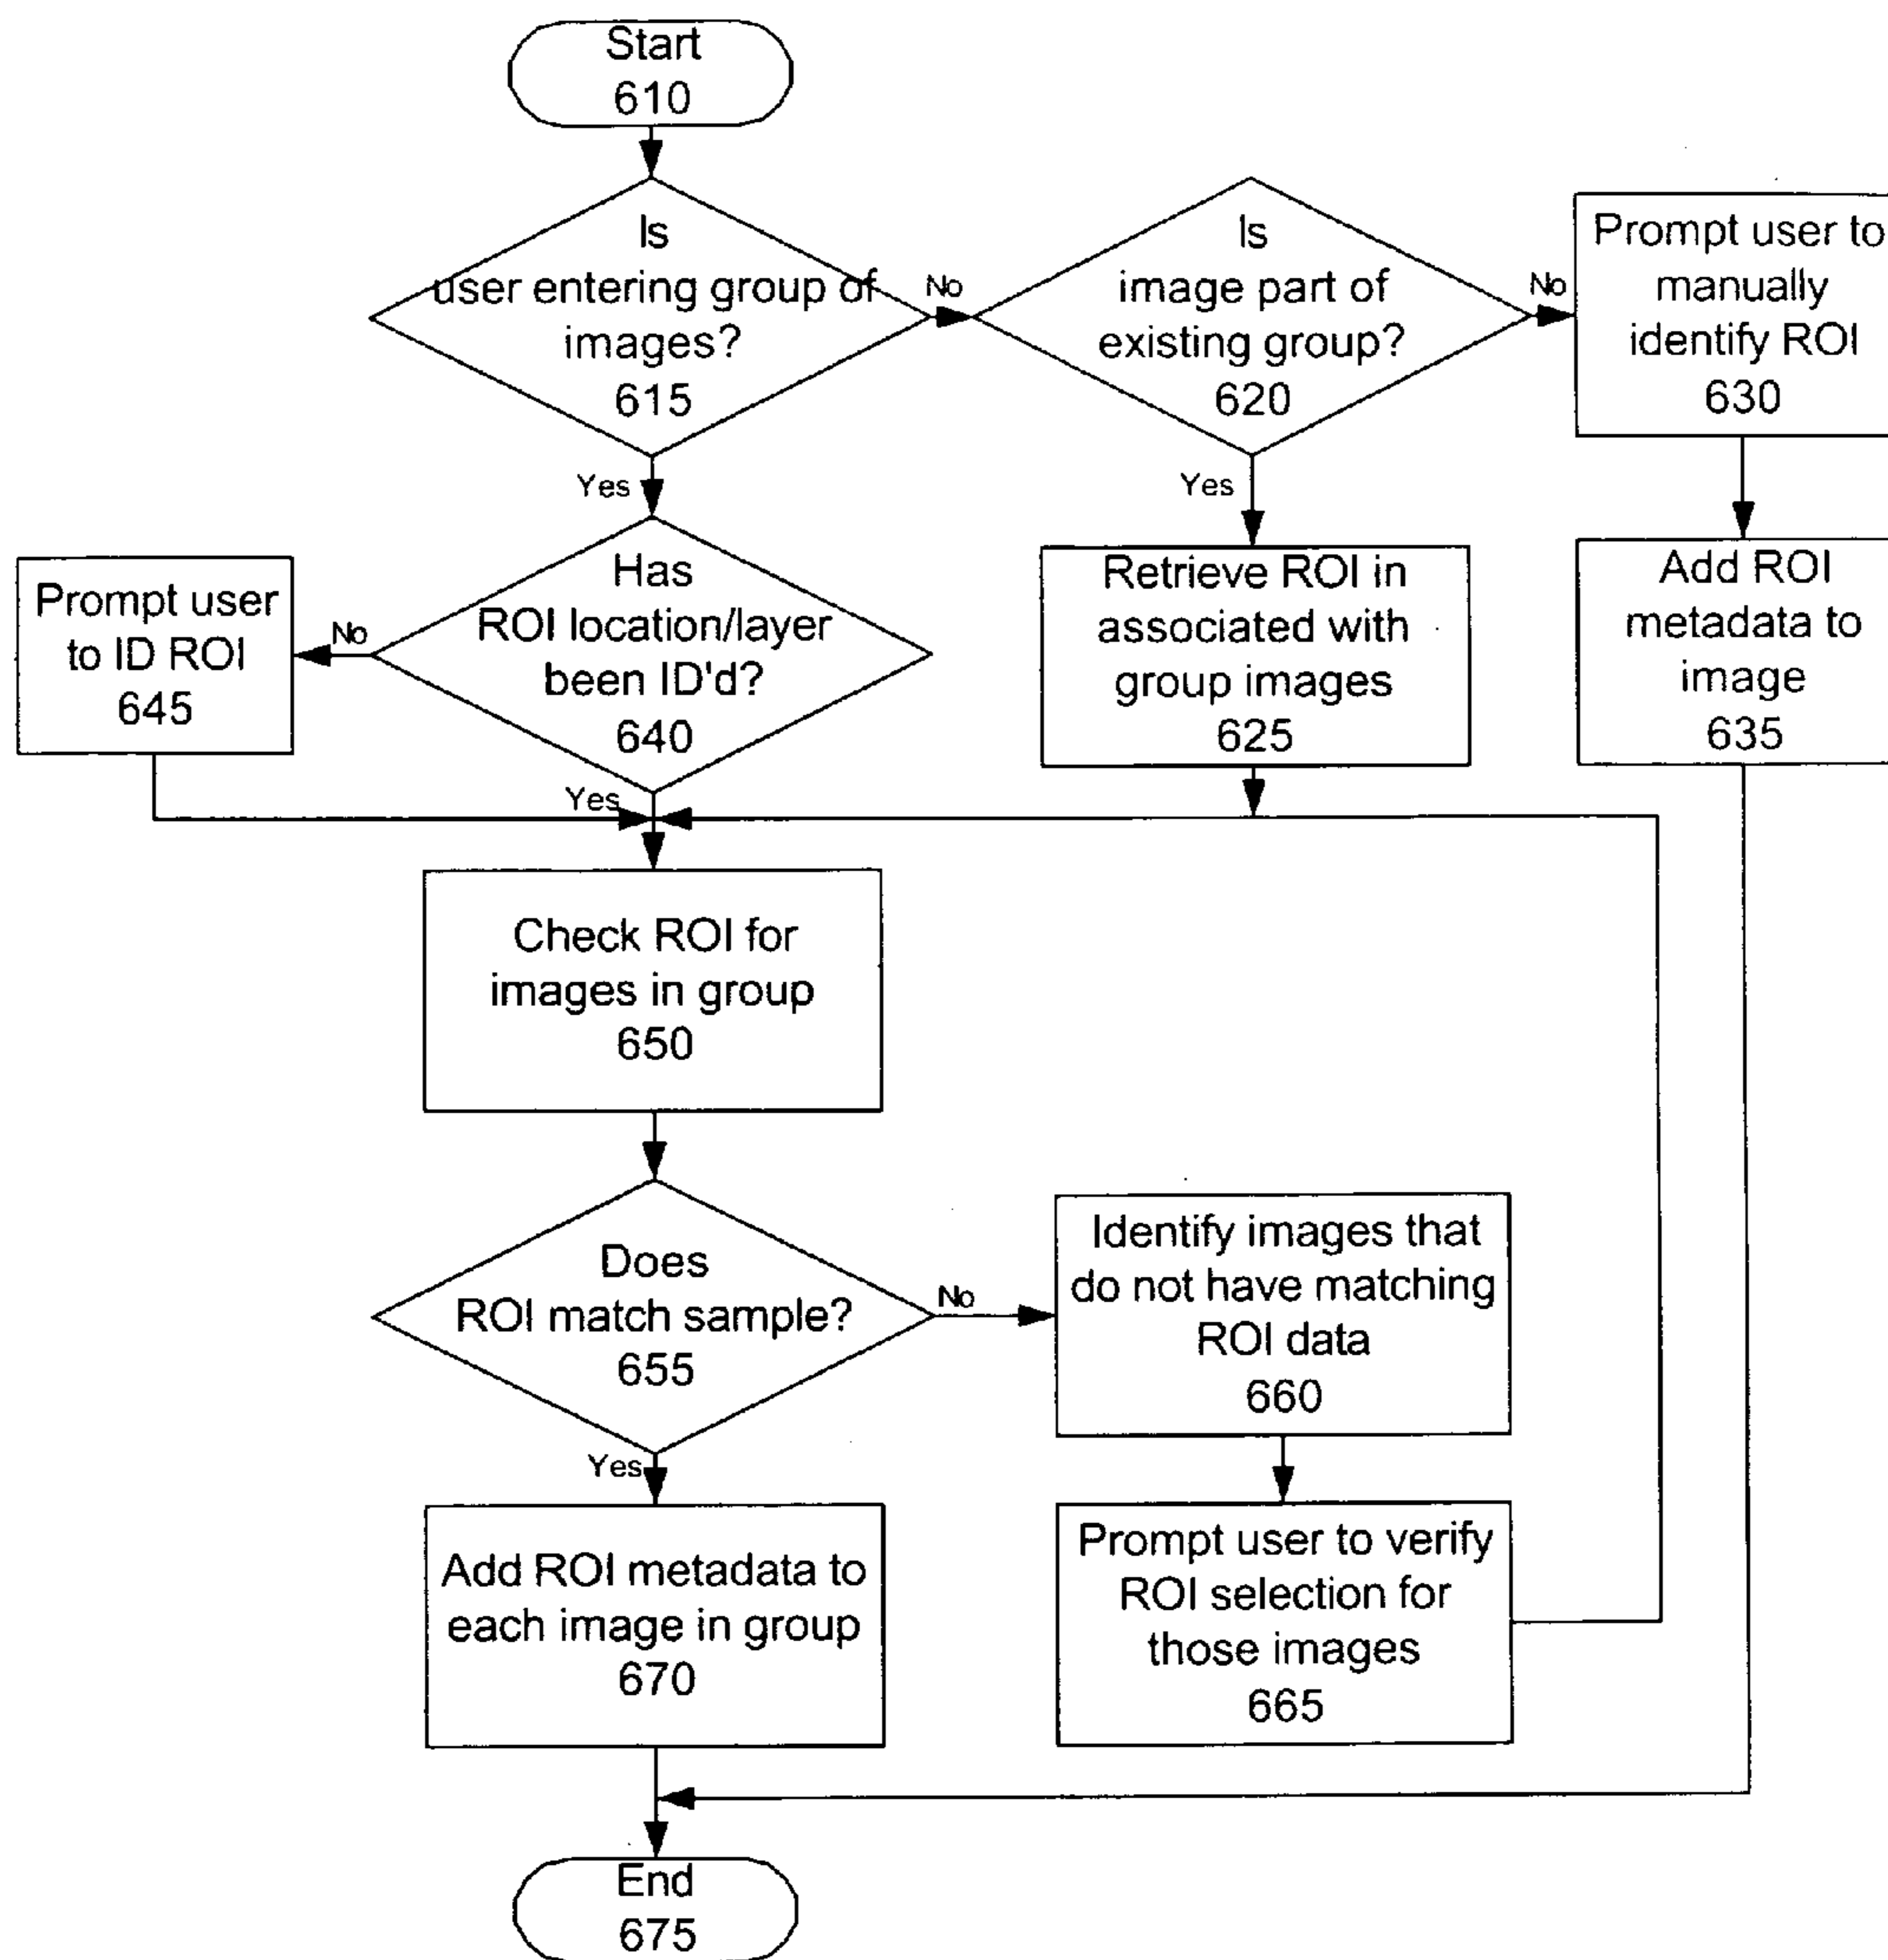 Start
610
Is
user entering group of
images?
615
No
Is
image part of
existing group?
620
No
Prompt user to
manually
identify ROI
630
Yes
Yes
Prompt user
to ID ROI
645
No
Has
ROI location/layer
been ID'd?
640
Yes
Retrieve ROI in
associated with
group images
625
Add ROI
metadata to
image
635
Check ROI for
images in group
650
Does
ROI match sample?
655
No
Identify images that
do not have matching
ROI data
660
Yes
Add ROI metadata to
each image in group
670
Prompt user to verify
ROI selection for
those images
665
End
675